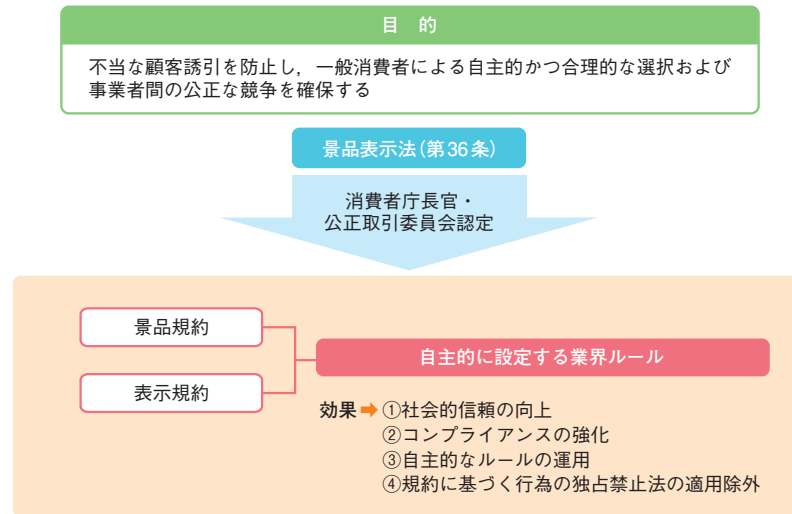 目 的
不当な顧客誘引を防止し，一般消費者による自主的かつ合理的な選択および
事業者間の公正な競争を確保する
景品表示法（第36条）
消費者庁長官・
公正取引委員会認定
景品規約
表示規約
自主的に設定する業界ルール
効果➡①社会的信頼の向上
②コンプライアンスの強化
③自主的なルールの運用
④規約に基づく行為の独占禁止法の適用除外